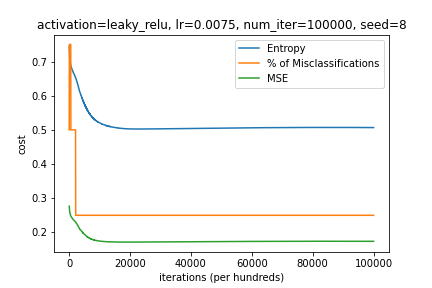 activation=leaky_relu, lr=0.0075, num_iter=100000, seed=8
Entropy
% of Misclassifications
MSE
0.7
0.6
0.5
0.4
0.3
0.2
cost
0 20000 40000 60000 80000 100000
iterations (per hundreds)